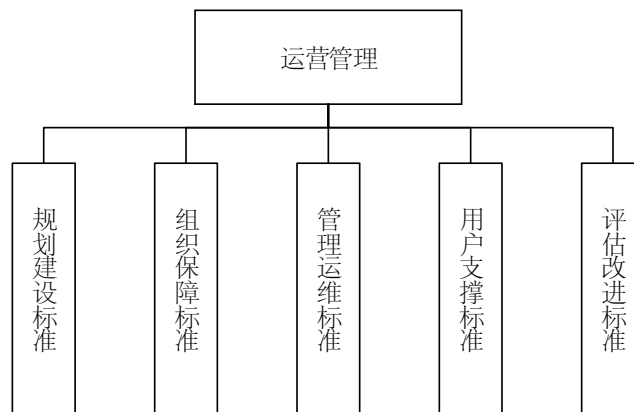 运营管理
规划建设标准
组织保障标准
管理运维标准
用户支撑标准
评估改进标准